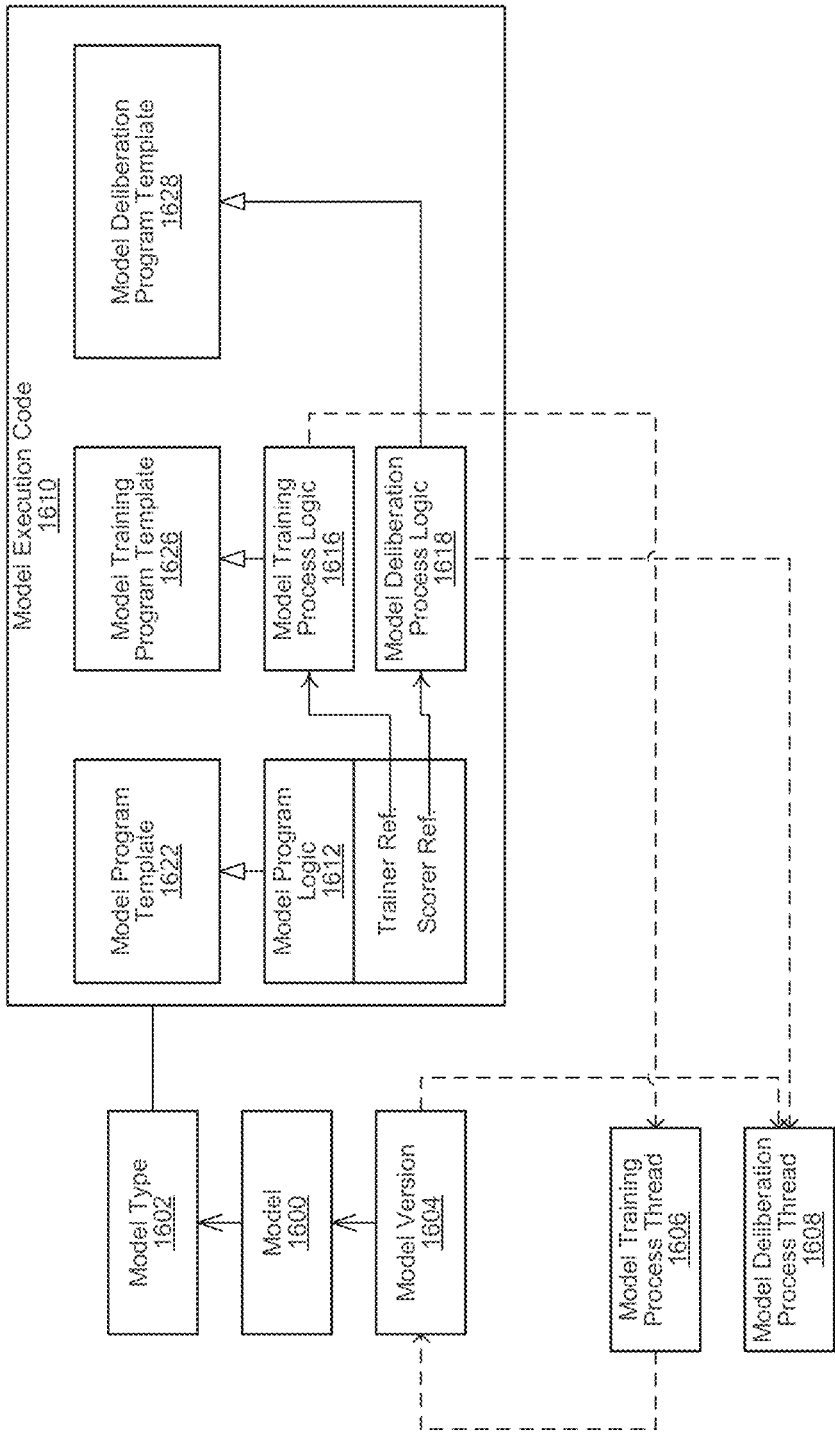 Model Execution Code
1610
Model Program
Template
1622
Model Training
Program Template
1626
Model Deliberation
Program Template
1628
Model Program
Logic
1612
Trainer Ref.
Scorer Ref.
Model Training
Process Logic
1616
Model Deliberation
Process Logic
1618
Model Type
1602
Model
1600
Model Version
1604
Model Training
Process Thread
1606
Model Deliberation
Process Thread
1608